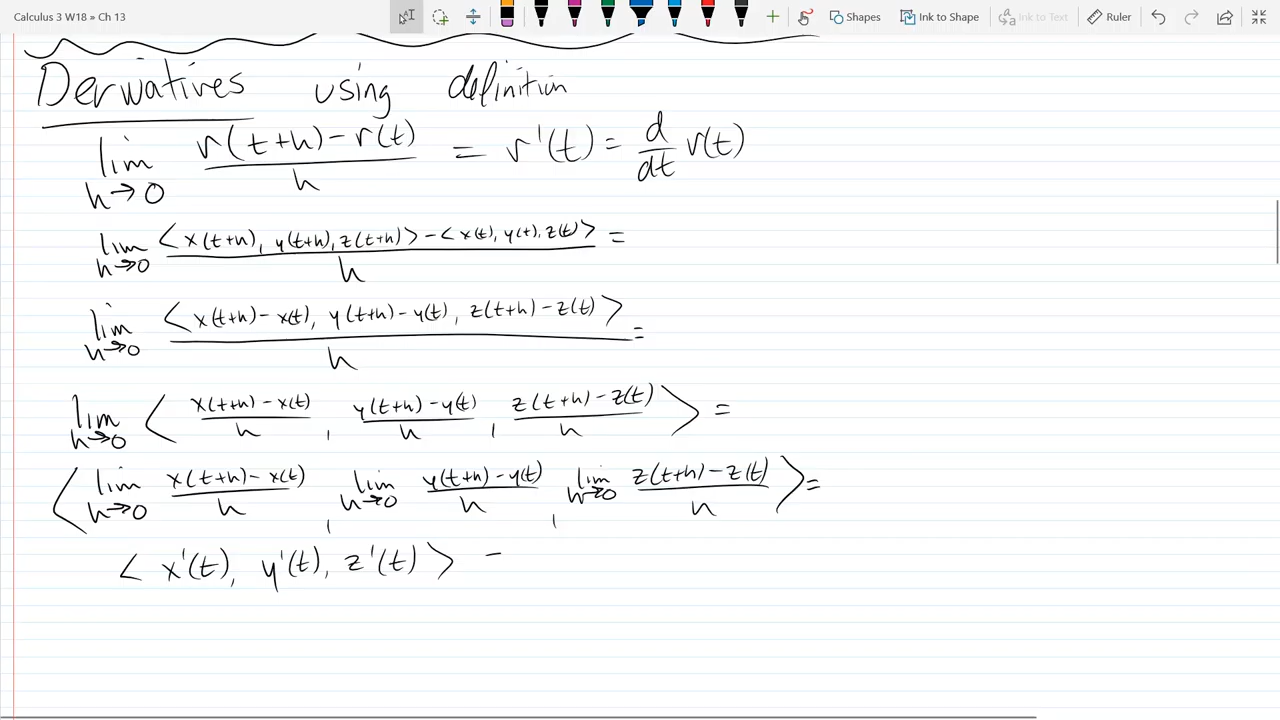 Calculus 3 W18 » Ch 13
Shapes Ink to Shape Ink to Text Ruler
Derivatives using definition
lim h→0 r(t+h) - r(t) / h = r'(t) = d/dt r(t)
lim h→0 <x(t+h), y(t+h), z(t+h)> - <x(t), y(t), z(t)> / h =
lim h→0 <x(t+h) - x(t), y(t+h) - y(t), z(t+h) - z(t)> / h =
lim h→0 < x(t+h) - x(t) / h, y(t+h) - y(t) / h, z(t+h) - z(t) / h > =
< lim h→0 x(t+h) - x(t) / h, lim h→0 y(t+h) - y(t) / h, lim h→0 z(t+h) - z(t) / h > =
< x'(t), y'(t), z'(t) > -